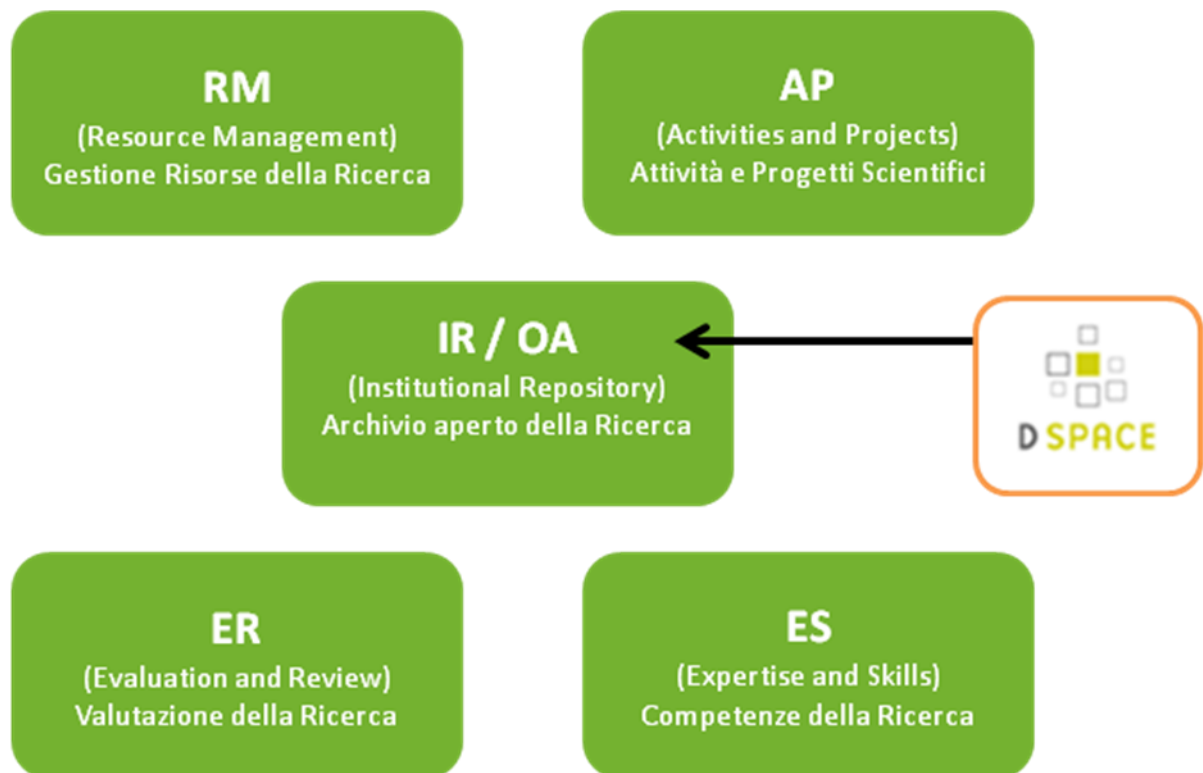 RM
(Resource Management)
Gestione Risorse della Ricerca
AP
(Activities and Projects)
Attività e Progetti Scientifici
IR / OA
(Institutional Repository)
Archivio aperto della Ricerca
D SPACE
ER
(Evaluation and Review)
Valutazione della Ricerca
ES
(Expertise and Skills)
Competenze della Ricerca